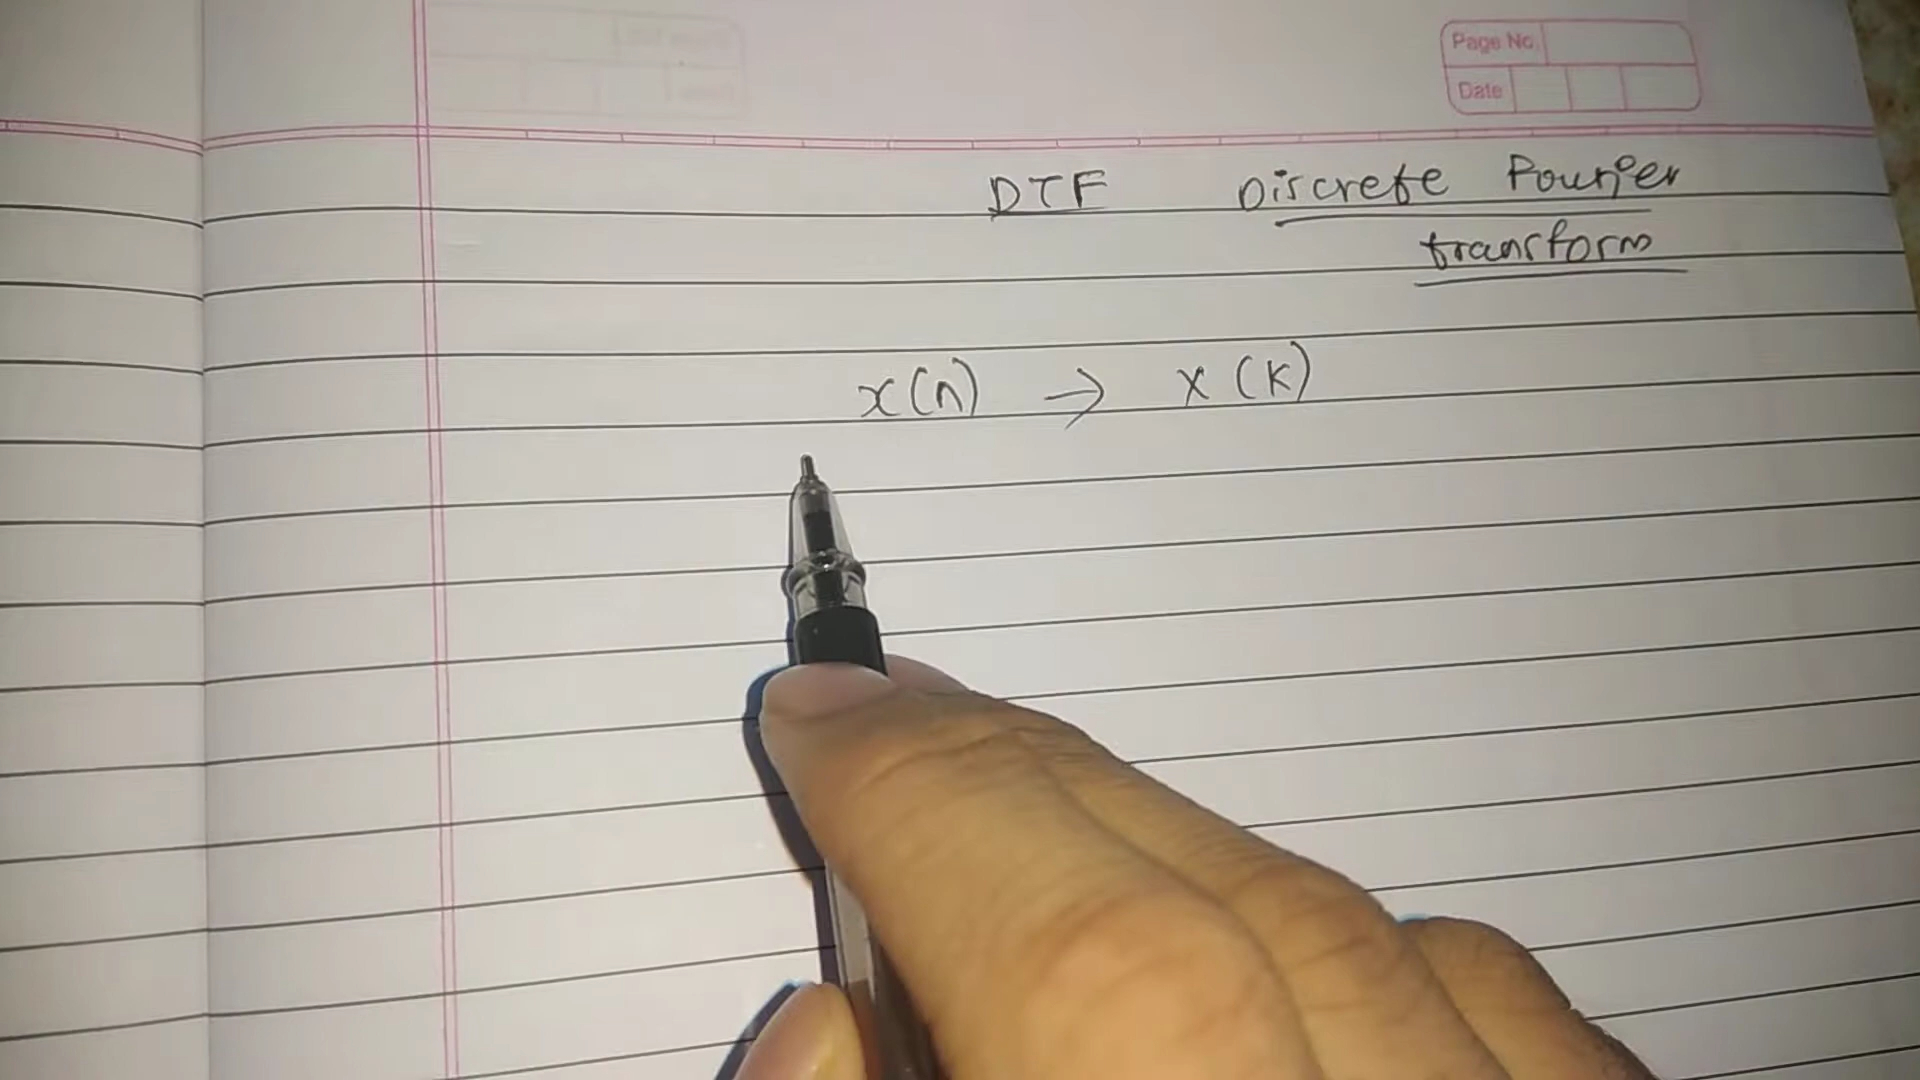 Page No.
Date
DTF Discrete Fourier
transform
x(n) → X(K)